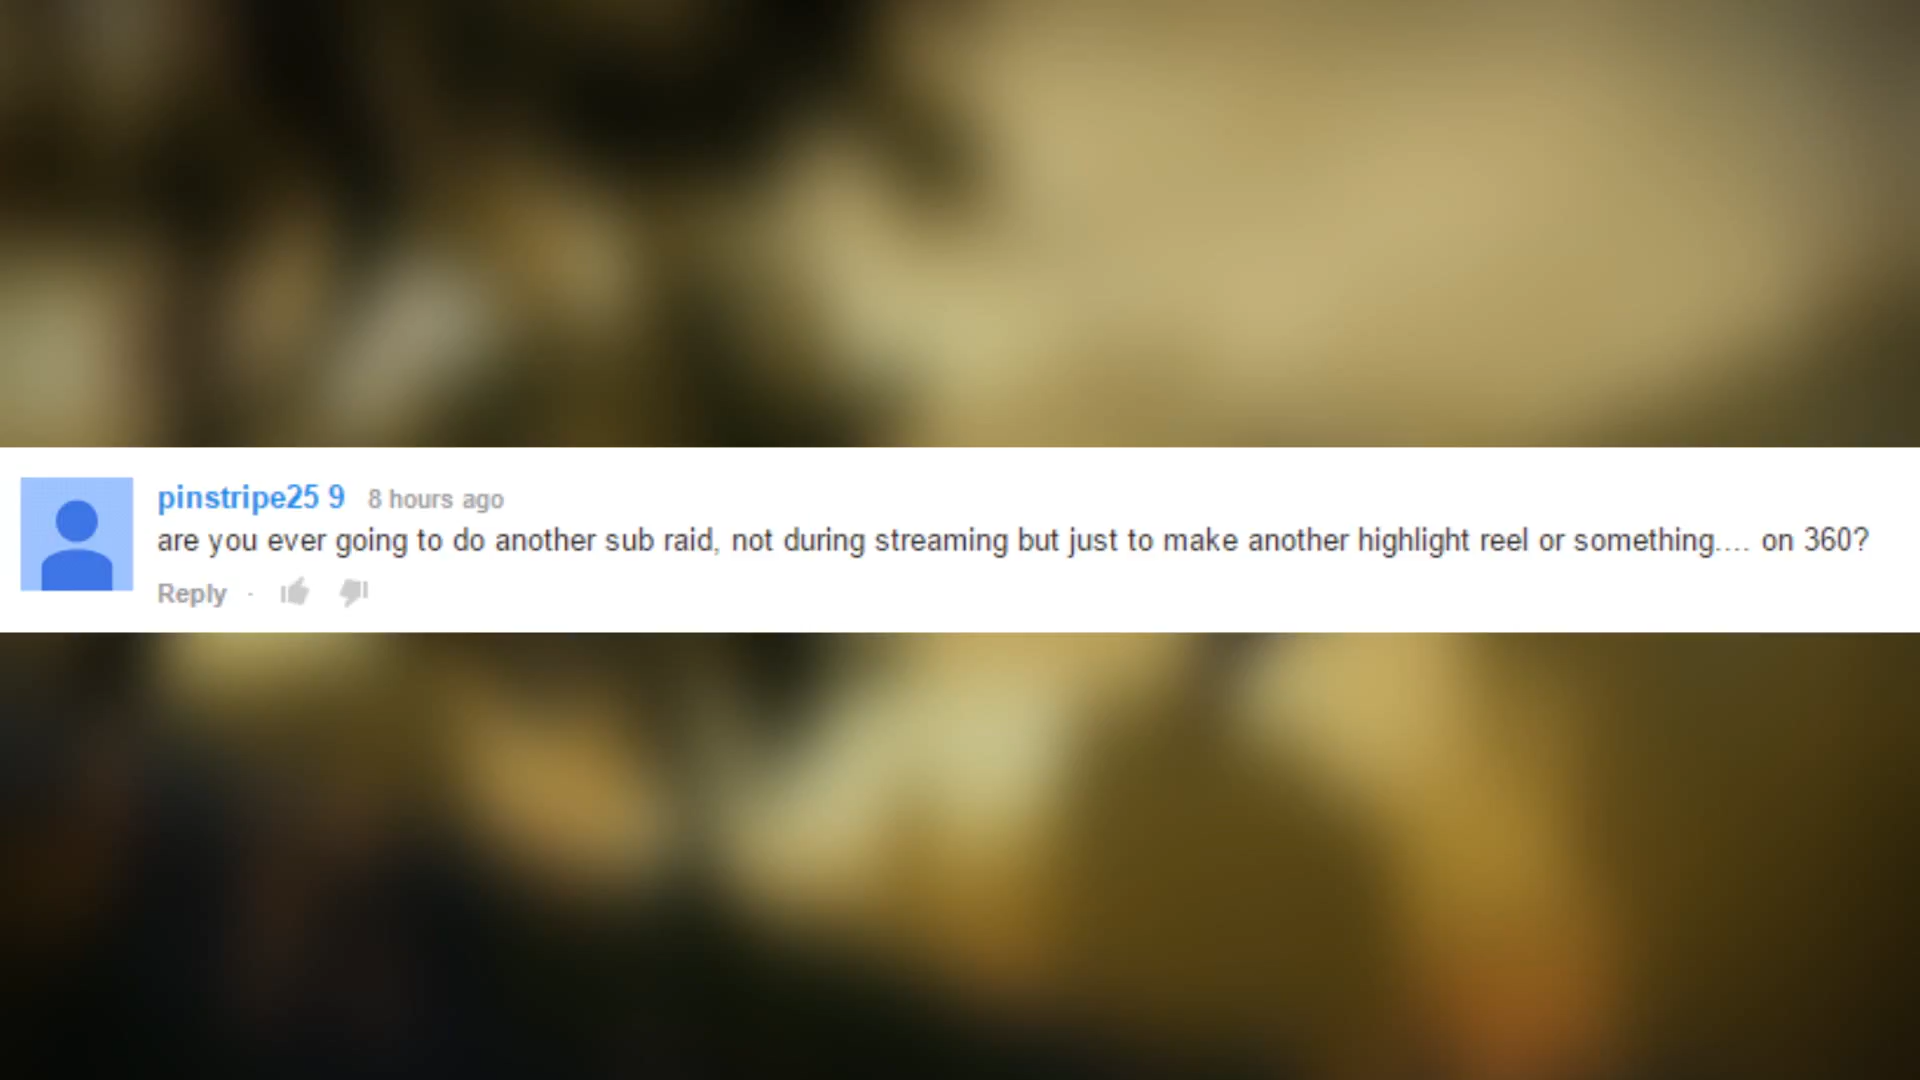 pinstripe25 9 8 hours ago
are you ever going to do another sub raid, not during streaming but just to make another highlight reel or something.... on 360?
Reply ·